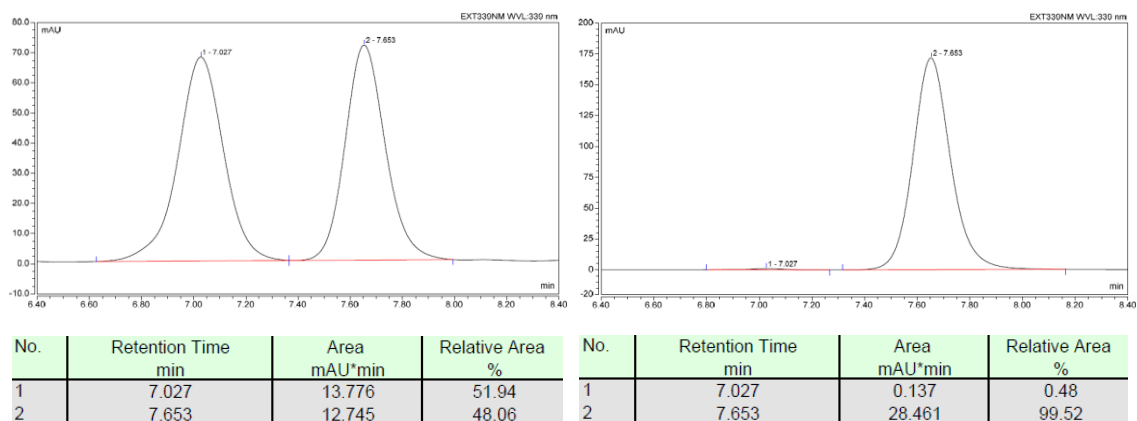 EXT339NM WVL:339 nm
80.0
mAU
70.0
60.0
50.0
40.0
30.0
20.0
10.0
0.0
-10.0
1 - 7.027
2 - 7.653
min
6.40 6.60 6.80 7.00 7.20 7.40 7.60 7.80 8.00 8.20 8.40
No. Retention Time Area Relative Area
min mAU*min %
1 7.027 13.776 51.94
2 7.653 12.745 48.06
EXT339NM WVL:339 nm
200
mAU
175
150
125
100
75
50
25
0
-20
2 - 7.653
1 - 7.027
min
6.40 6.60 6.80 7.00 7.20 7.40 7.60 7.80 8.00 8.20 8.40
No. Retention Time Area Relative Area
min mAU*min %
1 7.027 0.137 0.48
2 7.653 28.461 99.52